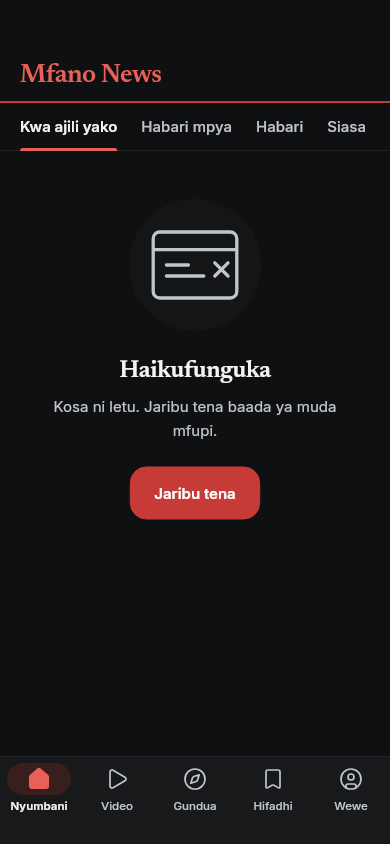 Mfano News
Kwa ajili yako
Habari mpya
Habari
Siasa
Haikufunguka
Kosa ni letu. Jaribu tena baada ya muda
mfupi.
Jaribu tena
Nyumbani
Video
Gundua
Hifadhi
Wewe